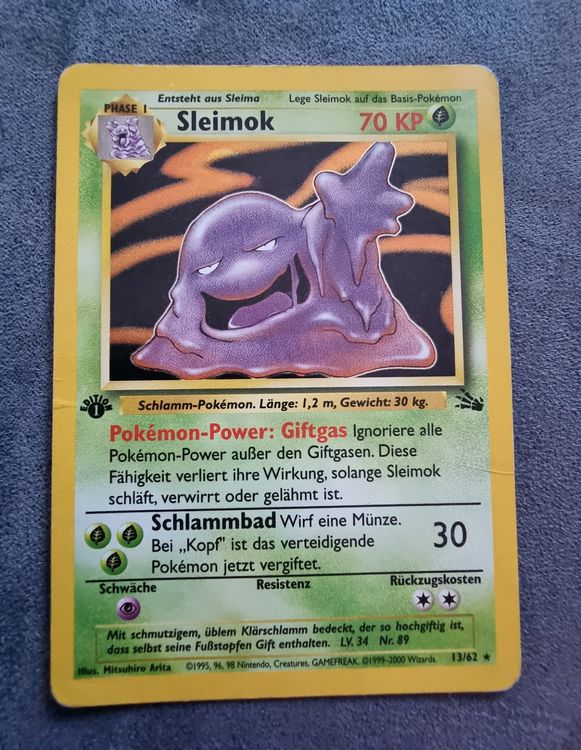 Entsteht aus Sleima
Lege Sleimok auf das Basis-Pokémon
PHASE 1
Sleimok
70 KP
EDITION
1
Schlamm-Pokémon. Länge: 1,2 m, Gewicht: 30 kg.
Pokémon-Power: Giftgas Ignoriere alle
Pokémon-Power außer den Giftgasen. Diese
Fähigkeit verliert ihre Wirkung, solange Sleimok
schläft, verwirrt oder gelähmt ist.
Schlammbad Wirf eine Münze.
Bei „Kopf" ist das verteidigende
Pokémon jetzt vergiftet.
30
Schwäche
Resistenz
Rückzugskosten
Mit schmutzigem, üblem Klärschlamm bedeckt, der so hochgiftig ist,
dass selbst seine Fußstapfen Gift enthalten. LV. 34 Nr. 89
Illus. Mitsuhiro Arita
©1995, 96, 98 Nintendo, Creatures, GAMEFREAK. ©1999-2000 Wizards.
13/62 ★